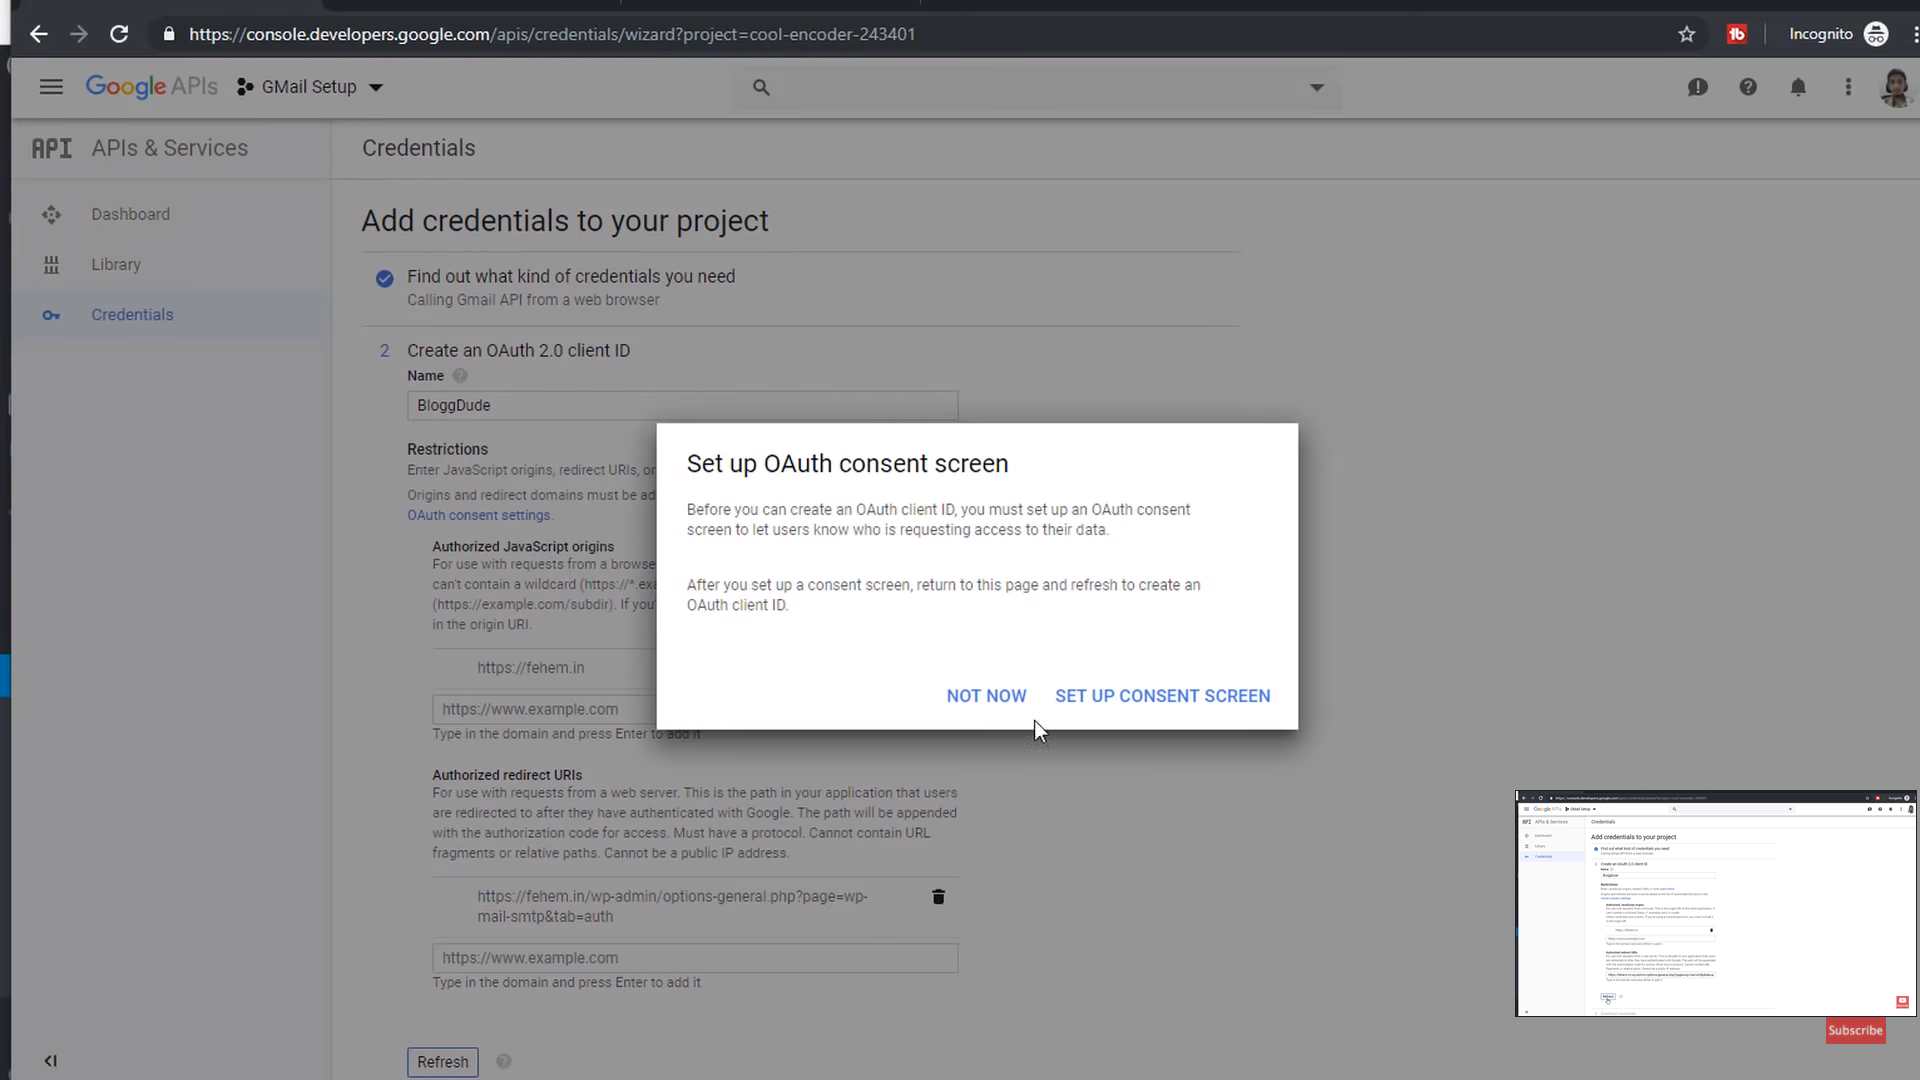 https://console.developers.google.com/apis/credentials/wizard?project=cool-encoder-243401
Incognito
Google APIs
GMail Setup
API APIs & Services
Credentials
Dashboard
Library
Credentials
Add credentials to your project
Find out what kind of credentials you need
Calling Gmail API from a web browser
2 Create an OAuth 2.0 client ID
Name
BloggDude
Restrictions
Enter JavaScript origins, redirect URIs, or
Origins and redirect domains must be ad
OAuth consent settings.
Authorized JavaScript origins
For use with requests from a browse
can't contain a wildcard (https://*.exa
(https://example.com/subdir). If you'
in the origin URI.
https://fehem.in
https://www.example.com
Type in the domain and press Enter to add it
Set up OAuth consent screen
Before you can create an OAuth client ID, you must set up an OAuth consent
screen to let users know who is requesting access to their data.
After you set up a consent screen, return to this page and refresh to create an
OAuth client ID.
NOT NOW
SET UP CONSENT SCREEN
Authorized redirect URIs
For use with requests from a web server. This is the path in your application that users
are redirected to after they have authenticated with Google. The path will be appended
with the authorization code for access. Must have a protocol. Cannot contain URL
fragments or relative paths. Cannot be a public IP address.
https://fehem.in/wp-admin/options-general.php?page=wp-
mail-smtp&tab=auth
https://www.example.com
Type in the domain and press Enter to add it
Refresh
Credentials
Add credentials to your project
Subscribe